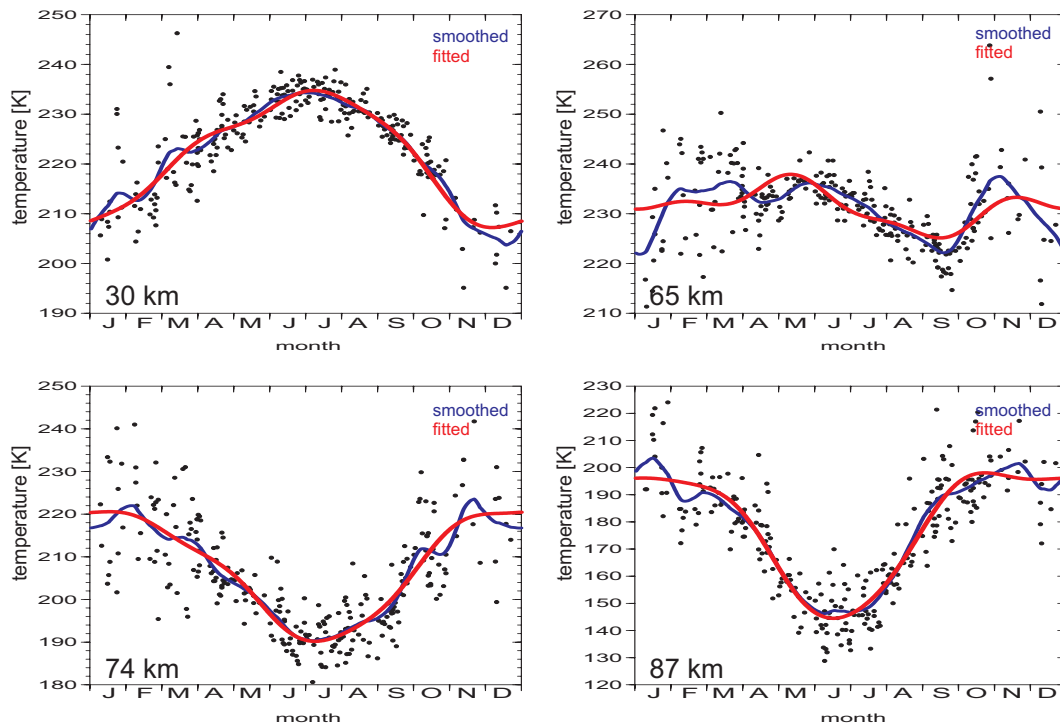 250
240
230
220
210
200
190
temperature [K]
smoothed
fitted
30 km
J F M A M J J A S O N D
month
270
260
250
240
230
220
210
temperature [K]
smoothed
fitted
65 km
J F M A M J J A S O N D
month
250
240
230
220
210
200
190
180
temperature [K]
smoothed
fitted
74 km
J F M A M J J A S O N D
month
230
220
210
200
190
180
170
160
150
140
130
120
temperature [K]
smoothed
fitted
87 km
J F M A M J J A S O N D
month